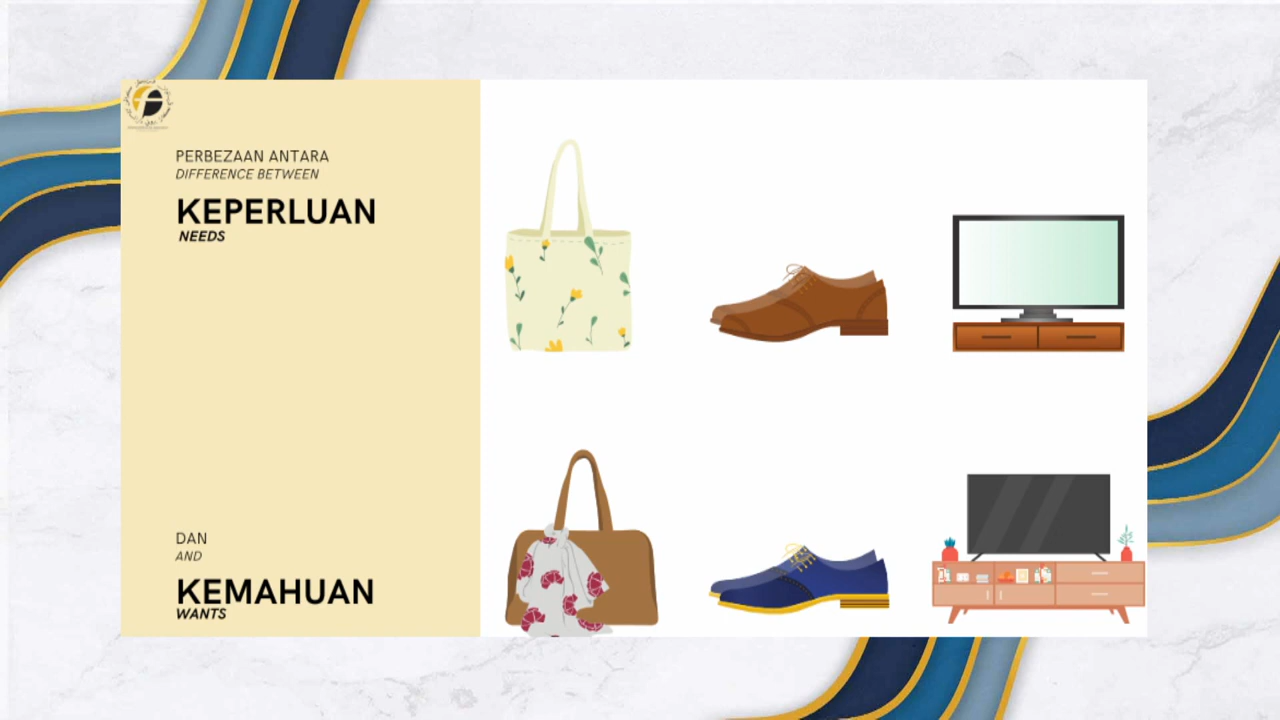 PERBEZAAN ANTARA
DIFFERENCE BETWEEN
KEPERLUAN
NEEDS
DAN
AND
KEMAHUAN
WANTS